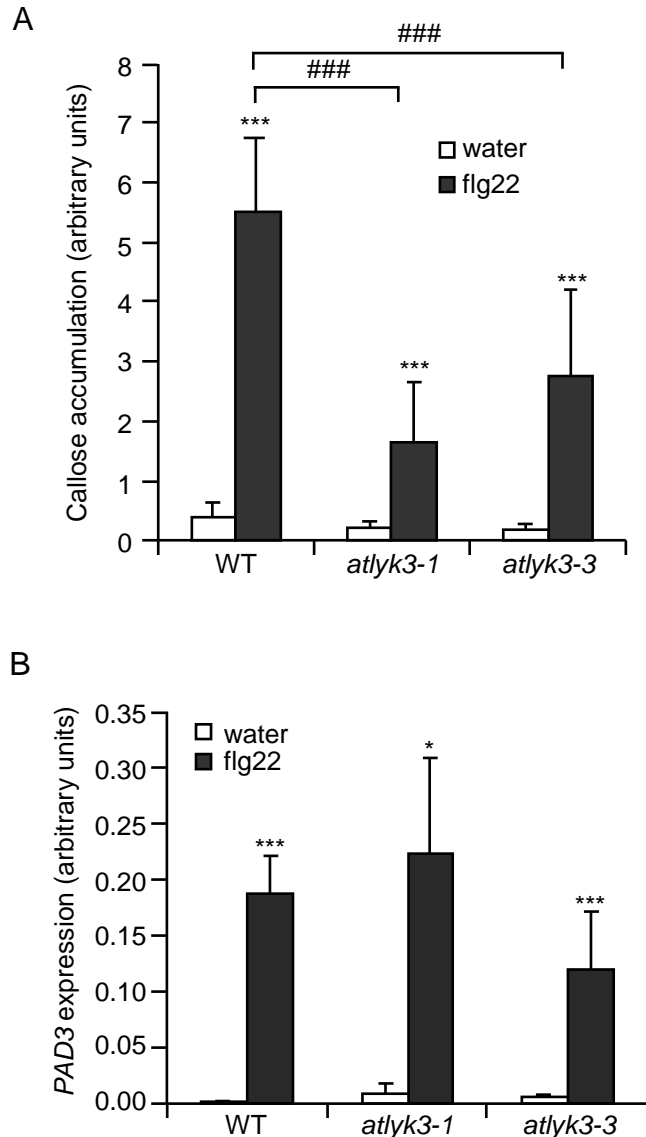 A
###
###
Callose accumulation (arbitrary units)
8
7
6
5
4
3
2
1
0
***
***
***
water
flg22
WT
atlyk3-1
atlyk3-3
B
PAD3 expression (arbitrary units)
0.35
0.30
0.25
0.20
0.15
0.10
0.05
0.00
water
flg22
***
*
***
WT
atlyk3-1
atlyk3-3